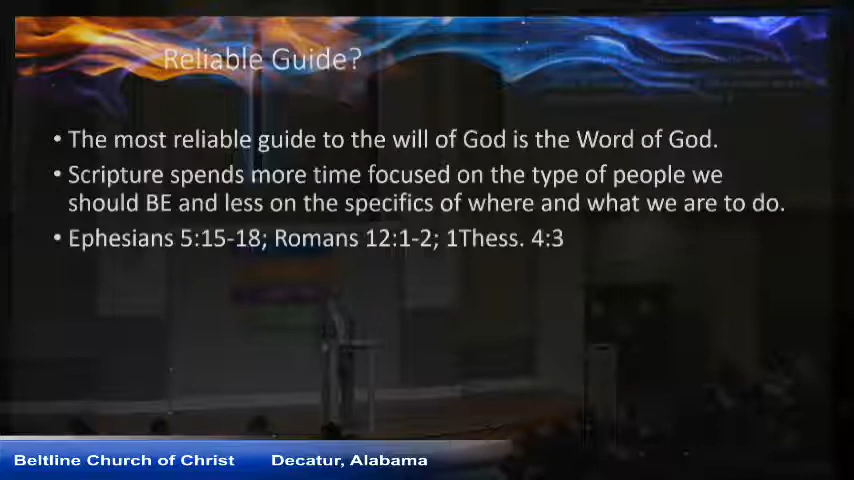 Reliable Guide?
• The most reliable guide to the will of God is the Word of God.
• Scripture spends more time focused on the type of people we
should BE and less on the specifics of where and what we are to do.
• Ephesians 5:15-18; Romans 12:1-2; 1Thess. 4:3
Beltline Church of Christ Decatur, Alabama